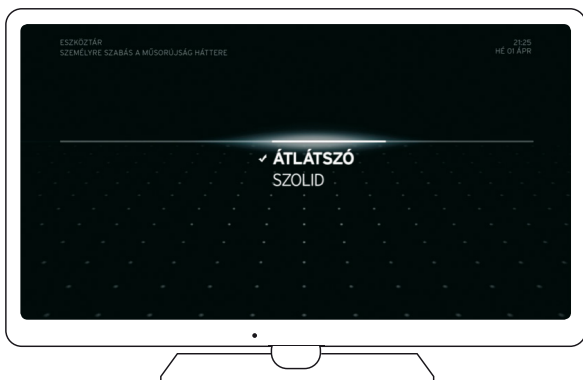 ESZKÖZTÁR
SZEMÉLYRE SZABÁS A MŰSORÚJSÁG HÁTTERE
21:25
HÉ 01 ÁPR
✓ ÁTLÁTSZÓ
SZOLID